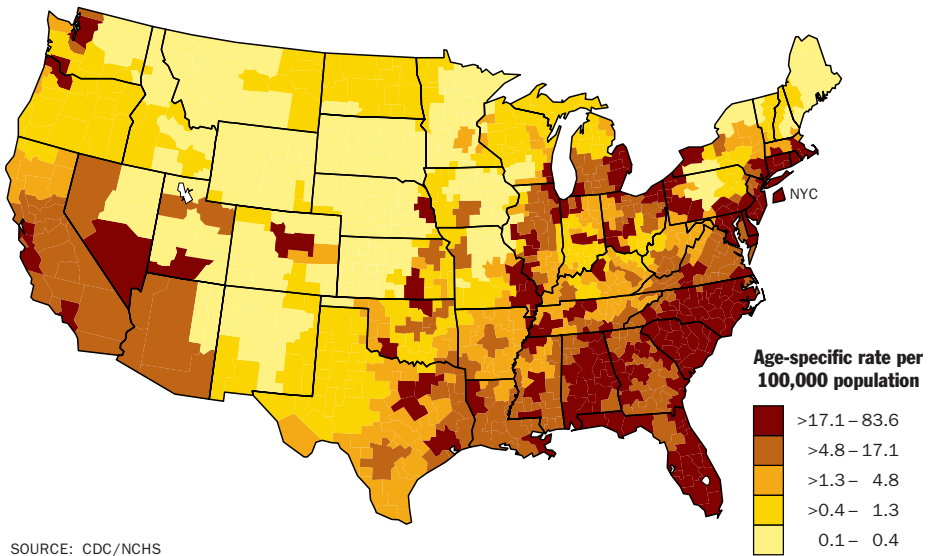 NYC
Age-specific rate per
100,000 population
>17.1 – 83.6
>4.8 – 17.1
>1.3 – 4.8
>0.4 – 1.3
0.1 – 0.4
SOURCE: CDC/NCHS